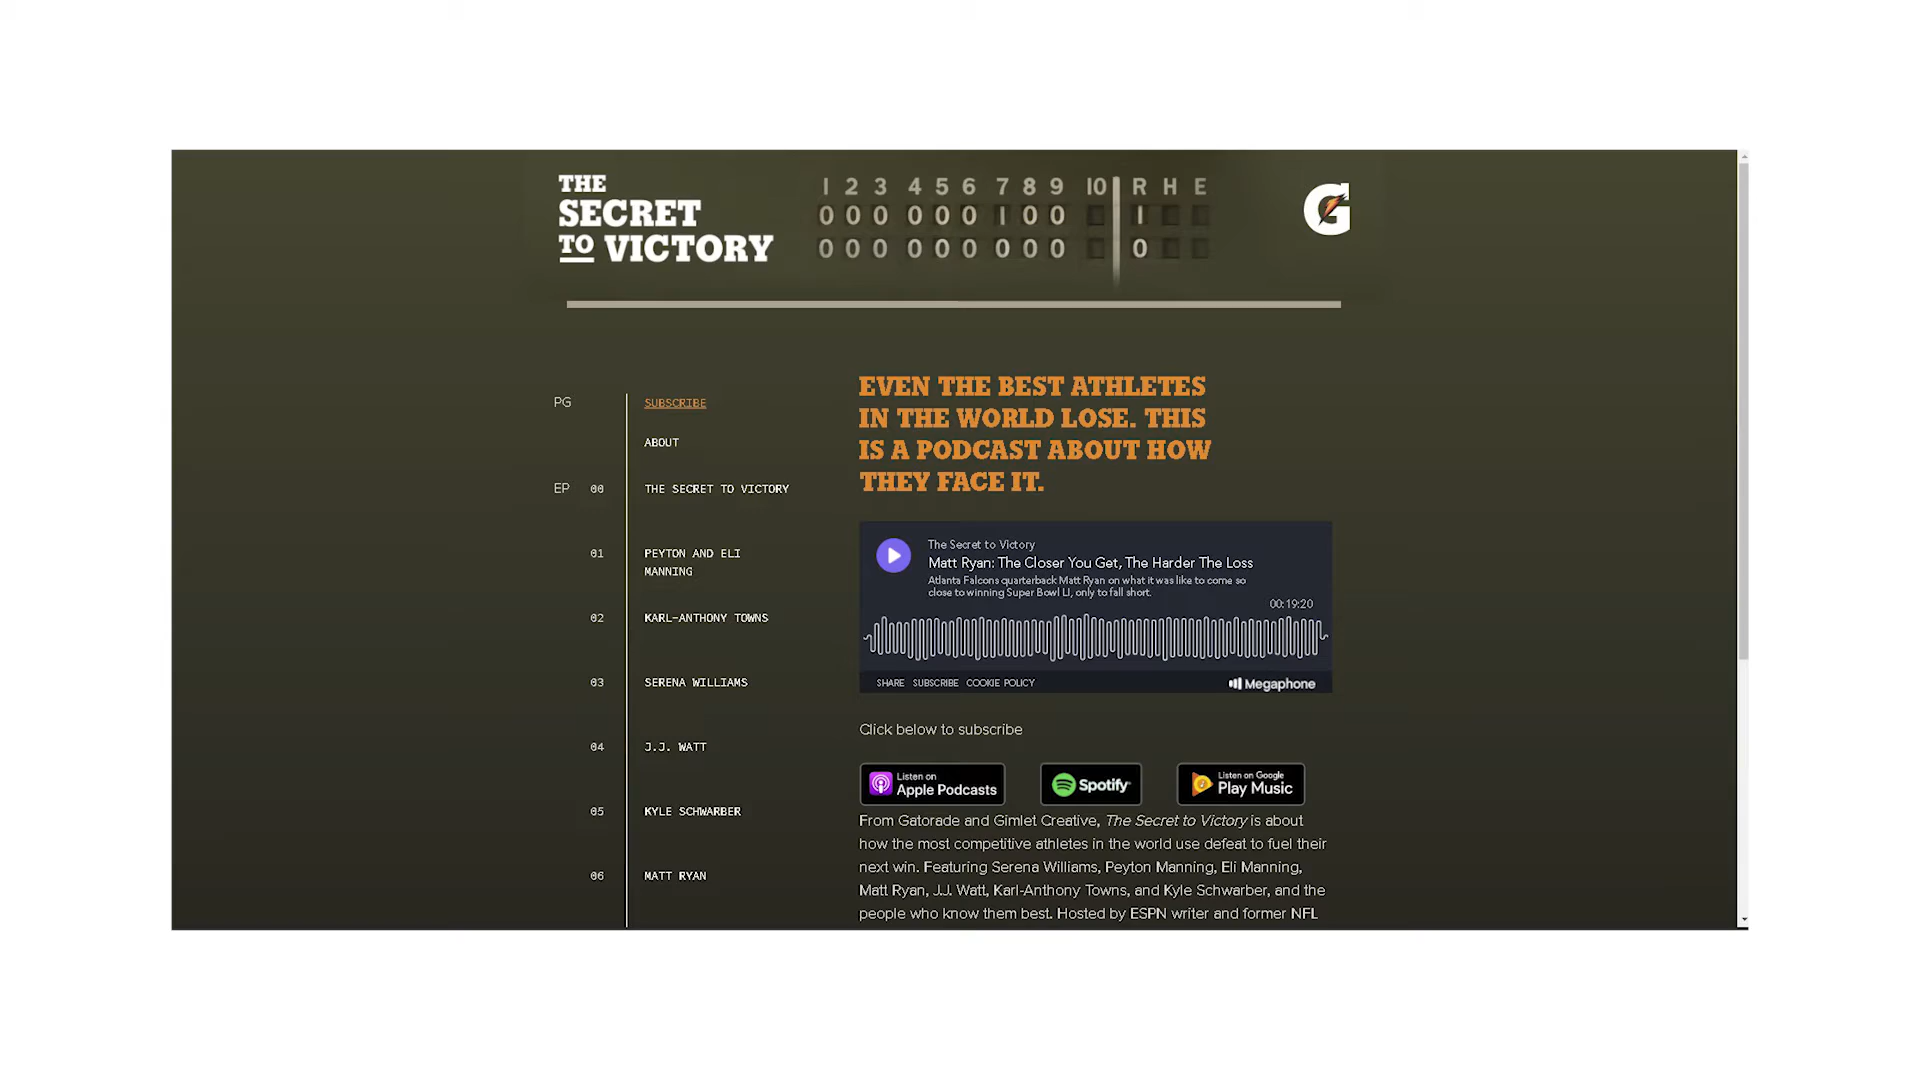 THE
SECRET
TO VICTORY
1 2 3 4 5 6 7 8 9 10 R H E
0 0 0 0 0 0 1 0 0 1
0 0 0 0 0 0 0 0 0 0
G
PG SUBSCRIBE
ABOUT
EP 00 THE SECRET TO VICTORY
01 PEYTON AND ELI
MANNING
02 KARL-ANTHONY TOWNS
03 SERENA WILLIAMS
04 J.J. WATT
05 KYLE SCHWARBER
06 MATT RYAN
EVEN THE BEST ATHLETES
IN THE WORLD LOSE. THIS
IS A PODCAST ABOUT HOW
THEY FACE IT.
The Secret to Victory
Matt Ryan: The Closer You Get, The Harder The Loss
Atlanta Falcons quarterback Matt Ryan on what it was like to come so
close to winning Super Bowl LI, only to fall short.
00:19:20
SHARE SUBSCRIBE COOKIE POLICY Megaphone
Click below to subscribe
Listen on
Apple Podcasts
Spotify
Listen on Google
Play Music
From Gatorade and Gimlet Creative, The Secret to Victory is about
how the most competitive athletes in the world use defeat to fuel their
next win. Featuring Serena Williams, Peyton Manning, Eli Manning,
Matt Ryan, J.J. Watt, Karl-Anthony Towns, and Kyle Schwarber, and the
people who know them best. Hosted by ESPN writer and former NFL